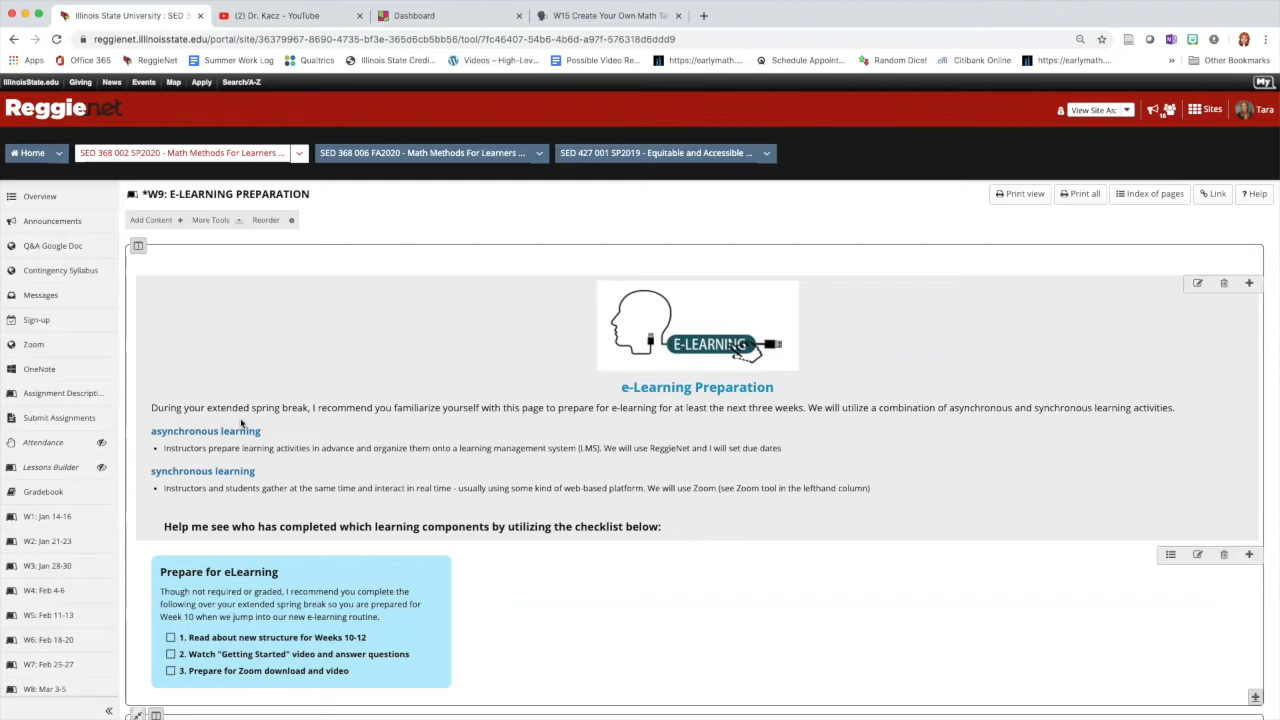 Illinois State University : SED 3
(2) Dr. Kacz - YouTube
Dashboard
W15 Create Your Own Math Ta
reggienet.illinoisstate.edu/portal/site/36379967-8690-4735-bf3e-365d6cb5bb56/tool/7fc46407-54b6-4b6d-a97f-576318d6ddd9
Apps
Office 365
ReggieNet
Summer Work Log
Qualtrics
Illinois State Credi...
Videos – High-Lev...
Possible Video Re...
https://earlymath....
Schedule Appoint...
Random Dice!
Citibank Online
https://earlymath....
»
Other Bookmarks
IllinoisState.edu Giving News Events Map Apply Search/A-Z
My
Reggienet
View Site As:
16
Sites
Tara
Home
SED 368 002 SP2020 - Math Methods For Learners ...
SED 368 006 FA2020 - Math Methods For Learners ...
SED 427 001 SP2019 - Equitable and Accessible ...
Overview
Announcements
Q&A Google Doc
Contingency Syllabus
Messages
Sign-up
Zoom
OneNote
Assignment Descripti...
Submit Assignments
Attendance
Lessons Builder
Gradebook
W1: Jan 14-16
W2: Jan 21-23
W3: Jan 28-30
W4: Feb 4-6
W5: Feb 11-13
W6: Feb 18-20
W7: Feb 25-27
W8: Mar 3-5
«
*W9: E-LEARNING PREPARATION
Print view
Print all
Index of pages
Link
? Help
Add Content
More Tools
Reorder
E-LEARNING
e-Learning Preparation
During your extended spring break, I recommend you familiarize yourself with this page to prepare for e-learning for at least the next three weeks. We will utilize a combination of asynchronous and synchronous learning activities.
asynchronous learning
• Instructors prepare learning activities in advance and organize them onto a learning management system (LMS). We will use ReggieNet and I will set due dates
synchronous learning
• Instructors and students gather at the same time and interact in real time - usually using some kind of web-based platform. We will use Zoom (see Zoom tool in the lefthand column)
Help me see who has completed which learning components by utilizing the checklist below:
Prepare for eLearning
Though not required or graded, I recommend you complete the
following over your extended spring break so you are prepared for
Week 10 when we jump into our new e-learning routine.
1. Read about new structure for Weeks 10-12
2. Watch "Getting Started" video and answer questions
3. Prepare for Zoom download and video